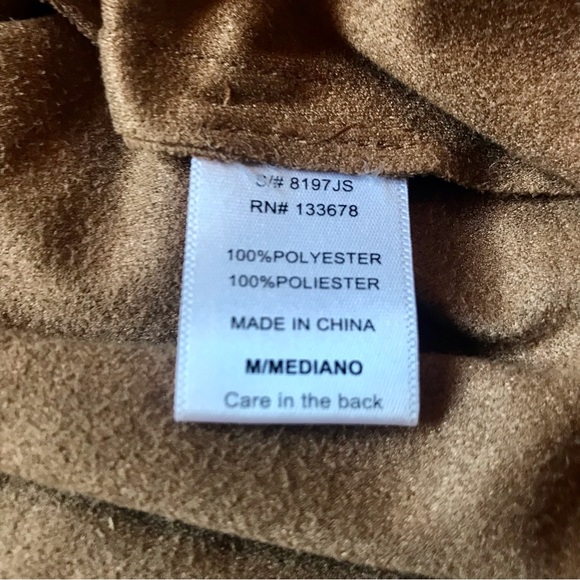 S/# 8197JS
RN# 133678
100%POLYESTER
100%POLIESTER
MADE IN CHINA
M/MEDIANO
Care in the back